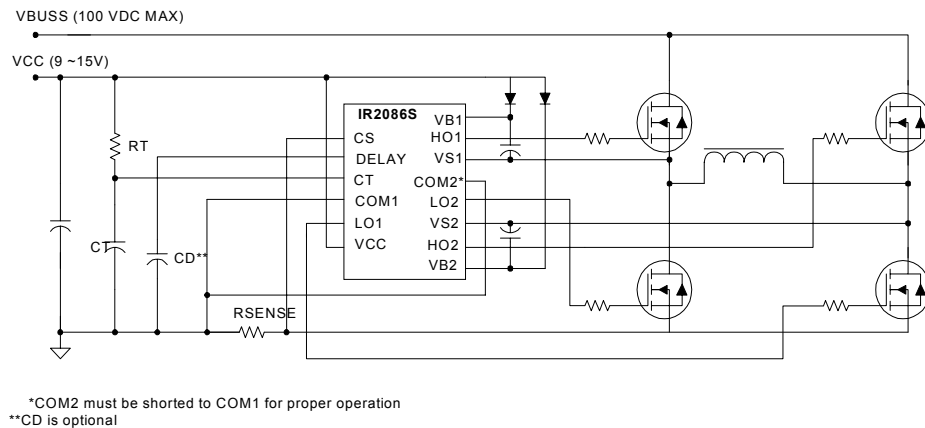 VBUSS (100 VDC MAX)
VCC (9 ~15V)
IR2086S
VB1
HO1
CS
VS1
DELAY
COM2*
CT
LO2
COM1
VS2
LO1
HO2
VCC
VB2
RT
CT
CD**
RSENSE
*COM2 must be shorted to COM1 for proper operation
**CD is optional